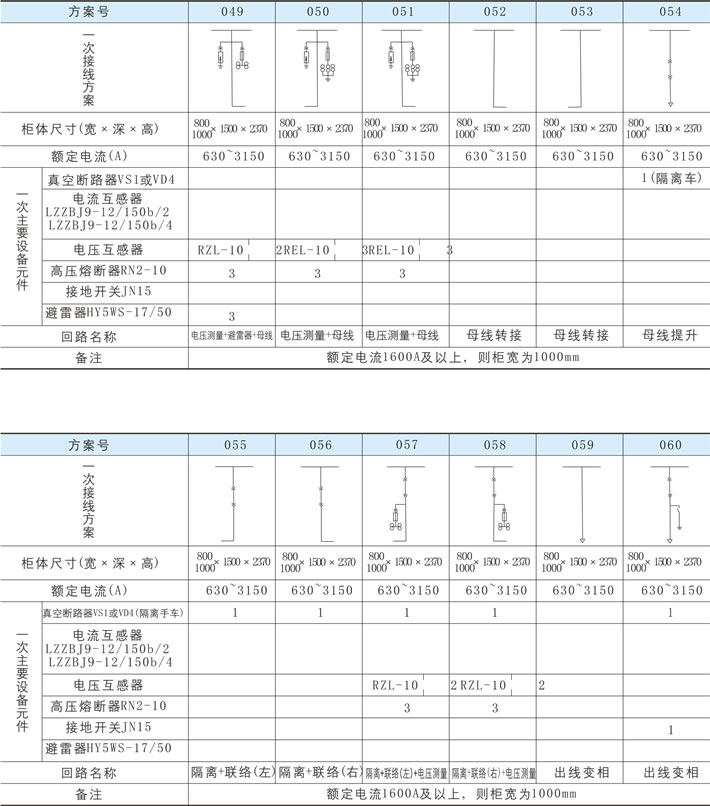 方案号 049 050 051 052 053 054
一次接线方案
柜体尺寸(宽×深×高) 800 1000×1500×2370 800 1000×1500×2370 800 1000×1500×2370 800 1000×1500×2370 800 1000×1500×2370 800 1000×1500×2370
额定电流(A) 630~3150 630~3150 630~3150 630~3150 630~3150 630~3150
一次主要设备元件
真空断路器VS1或VD4 1(隔离车)
电流互感器
LZZBJ9-12/150b/2
LZZBJ9-12/150b/4
电压互感器 RZL-10 2REL-10 3REL-10 3
高压熔断器RN2-10 3 3 3
接地开关JN15
避雷器HY5WS-17/50 3
回路名称 电压测量+避雷器+母线 电压测量+母线 电压测量+母线 母线转接 母线转接 母线提升
备注 额定电流1600A及以上，则柜宽为1000mm
方案号 055 056 057 058 059 060
一次接线方案
柜体尺寸(宽×深×高) 800 1000×1500×2370 800 1000×1500×2370 800 1000×1500×2370 800 1000×1500×2370 800 1000×1500×2370 800 1000×1500×2370
额定电流(A) 630~3150 630~3150 630~3150 630~3150 630~3150 630~3150
一次主要设备元件
真空断路器VS1或VD4(隔离手车) 1 1 1 1 1
电流互感器
LZZBJ9-12/150b/2
LZZBJ9-12/150b/4
电压互感器 RZL-10 2 RZL-10 2
高压熔断器RN2-10 3 3
接地开关JN15 1
避雷器HY5WS-17/50
回路名称 隔离+联络(左) 隔离+联络(右) 隔离+联络(左)+电压测量 隔离+联络(右)+电压测量 出线变相 出线变相
备注 额定电流1600A及以上，则柜宽为1000mm